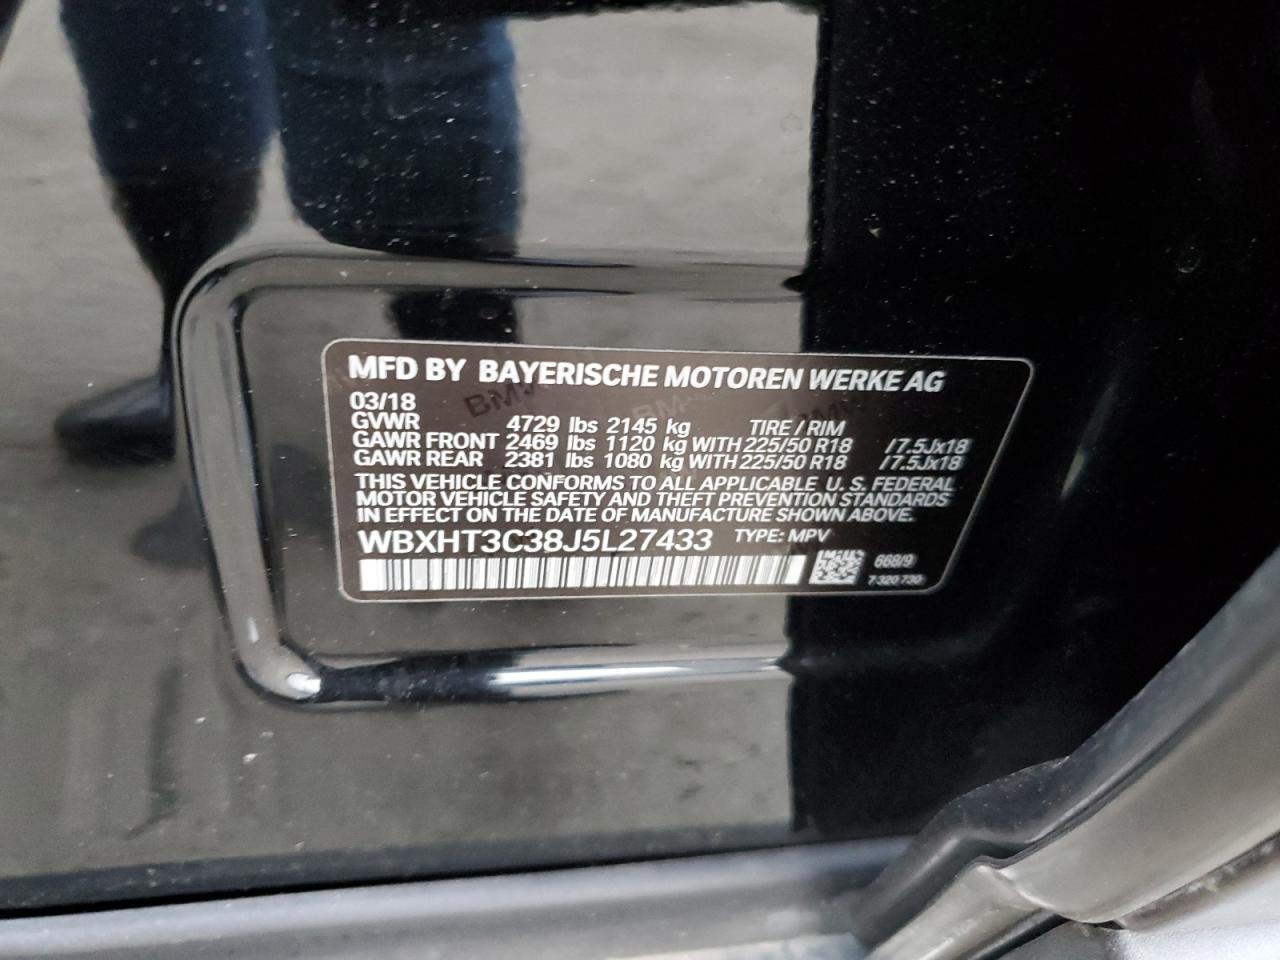 MFD BY BAYERISCHE MOTOREN WERKE AG
03/18
GVWR 4729 lbs 2145 kg TIRE / RIM
GAWR FRONT 2469 lbs 1120 kg WITH 225/50 R18 /7.5Jx18
GAWR REAR 2381 lbs 1080 kg WITH 225/50 R18 /7.5Jx18
THIS VEHICLE CONFORMS TO ALL APPLICABLE U. S. FEDERAL
MOTOR VEHICLE SAFETY AND THEFT PREVENTION STANDARDS
IN EFFECT ON THE DATE OF MANUFACTURE SHOWN ABOVE.
WBXHT3C38J5L27433 TYPE: MPV
668/9
7 320 730